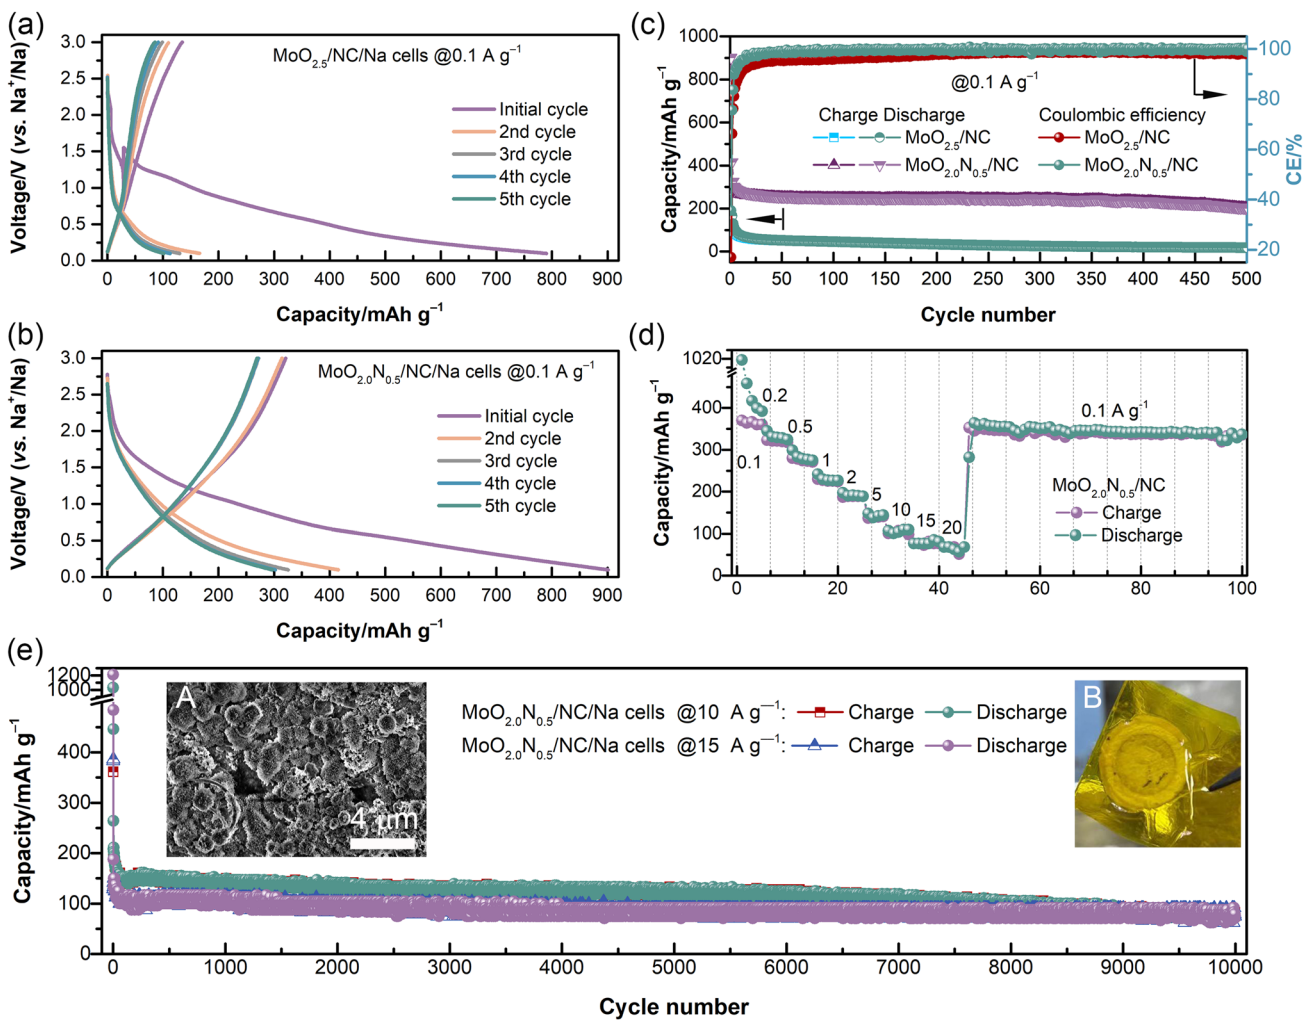 (a)
MoO2.5/NC/Na cells @0.1 A g–1
Initial cycle
2nd cycle
3rd cycle
4th cycle
5th cycle
Voltage/V (vs. Na+/Na)
3.0
2.5
2.0
1.5
1.0
0.5
0.0
0 100 200 300 400 500 600 700 800 900
Capacity/mAh g–1
(b)
MoO2.0N0.5/NC/Na cells @0.1 A g–1
Initial cycle
2nd cycle
3rd cycle
4th cycle
5th cycle
Voltage/V (vs. Na+/Na)
3.0
2.5
2.0
1.5
1.0
0.5
0.0
0 100 200 300 400 500 600 700 800 900
Capacity/mAh g–1
(c)
@0.1 A g–1
Charge Discharge Coulombic efficiency
MoO2.5/NC MoO2.5/NC
MoO2.0N0.5/NC MoO2.0N0.5/NC
Capacity/mAh g–1
1000
800
600
400
200
0
CE/%
100
80
60
40
20
0 50 100 150 200 250 300 350 400 450 500
Cycle number
(d)
Capacity/mAh g–1
1020
400
300
200
100
0
0.1
0.2
0.5
1
2
5
10
15
20
0.1 A g-1
MoO2.0N0.5/NC
Charge
Discharge
0 20 40 60 80 100
(e)
Capacity/mAh g–1
1200
1000
400
300
200
100
0
A
4 μm
MoO2.0N0.5/NC/Na cells @10 A g—1: Charge Discharge
MoO2.0N0.5/NC/Na cells @15 A g—1: Charge Discharge
B
0 1000 2000 3000 4000 5000 6000 7000 8000 9000 10000
Cycle number